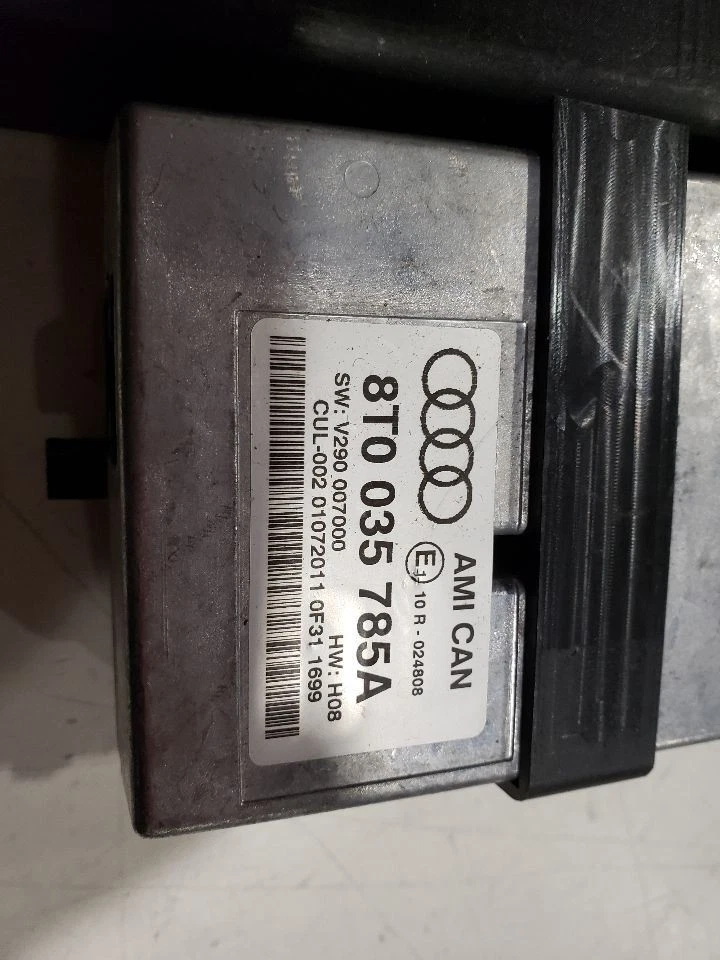 AMI CAN
E1 10 R - 024808
8T0 035 785A
SW: V290 007000 HW: H08
CUL-002 01072011 0F31 1699